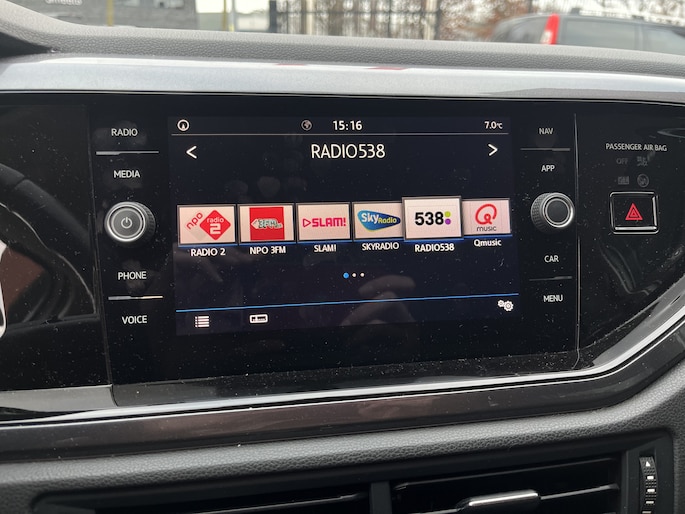 15:16
7.0°C
< RADIO538 >
RADIO
MEDIA
PHONE
VOICE
npo radio 2
SLAM!
Sky Radio
538
Q music
RADIO 2
NPO 3FM
SLAM!
SKYRADIO
RADIO538
Qmusic
NAV
APP
CAR
MENU
PASSENGER AIR BAG
OFF